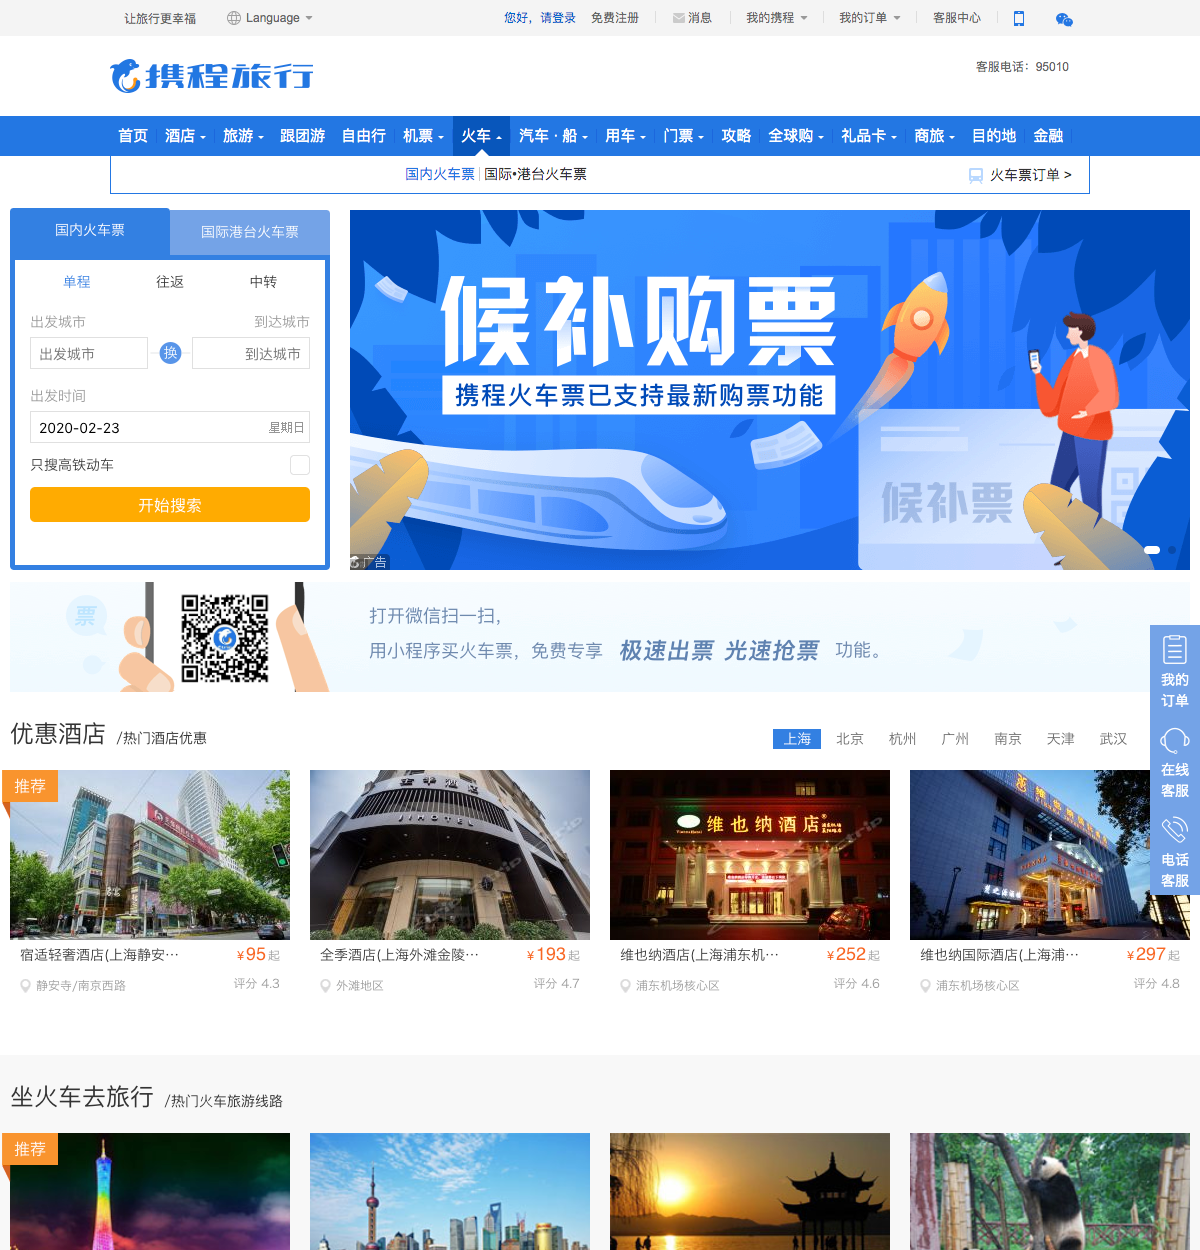 让旅行更幸福
Language
您好，请登录
免费注册
消息
我的携程
我的订单
客服中心
携程旅行
客服电话：95010
首页
酒店
旅游
跟团游
自由行
机票
火车
汽车·船
用车
门票
攻略
全球购
礼品卡
商旅
目的地
金融
国内火车票
国际•港台火车票
火车票订单 >
国内火车票
国际港台火车票
单程
往返
中转
出发城市
到达城市
出发城市
换
到达城市
出发时间
2020-02-23
星期日
只搜高铁动车
开始搜索
候补购票
携程火车票已支持最新购票功能
候补票
广告
票
打开微信扫一扫，
用小程序买火车票，免费专享 极速出票 光速抢票 功能。
我的
订单
在线
客服
电话
客服
优惠酒店 /热门酒店优惠
上海
北京
杭州
广州
南京
天津
武汉
推荐
JINOTEL
维也纳酒店
宿适轻奢酒店(上海静安···
¥95起
静安寺/南京西路
评分 4.3
全季酒店(上海外滩金陵···
¥193起
外滩地区
评分 4.7
维也纳酒店(上海浦东机···
¥252起
浦东机场核心区
评分 4.6
维也纳国际酒店(上海浦···
¥297起
浦东机场核心区
评分 4.8
坐火车去旅行 /热门火车旅游线路
推荐